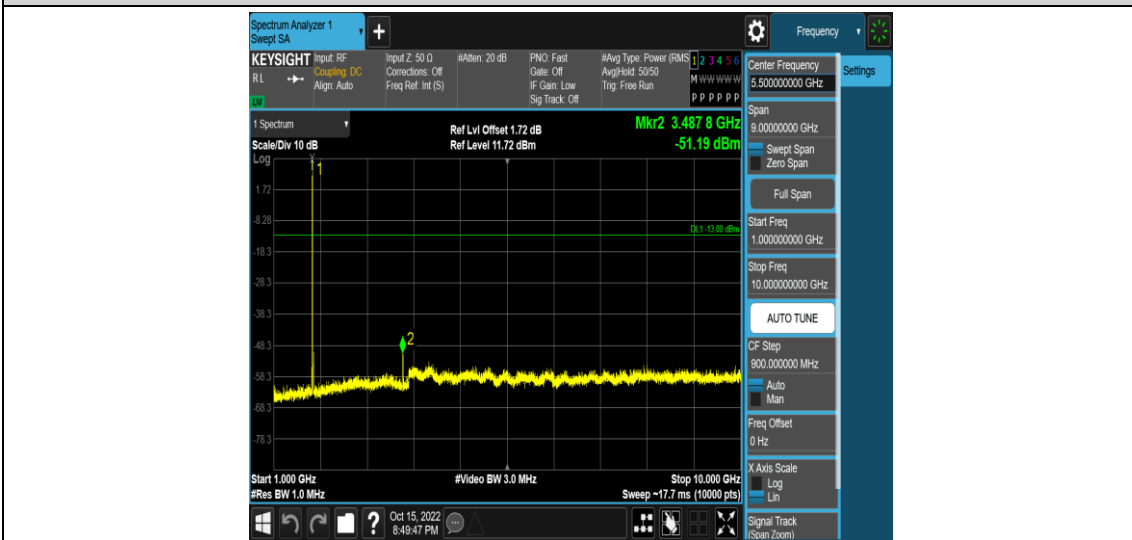 Spectrum Analyzer 1
Swept SA
+
Frequency
KEYSIGHT
RL
Input: RF
Coupling: DC
Align: Auto
Input Z: 50 Ω
Corrections: Off
Freq Ref: Int (S)
#Atten: 20 dB
PNO: Fast
Gate: Off
IF Gain: Low
Sig Track: Off
#Avg Type: Power (RMS
Avg|Hold: 50/50
Trig: Free Run
1 2 3 4 5 6
M W W W W W
P P P P P P
1 Spectrum
Scale/Div 10 dB
Log
Ref Lvl Offset 1.72 dB
Ref Level 11.72 dBm
Mkr2 3.487 8 GHz
-51.19 dBm
1
1.72
-8.28
DL1 -13.00 dBm
-18.3
-28.3
-38.3
2
-48.3
-58.3
-68.3
-78.3
Start 1.000 GHz
#Res BW 1.0 MHz
#Video BW 3.0 MHz
Stop 10.000 GHz
Sweep ~17.7 ms (10000 pts)
?
Oct 15, 2022
8:49:47 PM
Center Frequency
5.500000000 GHz
Settings
Span
9.00000000 GHz
Swept Span
Zero Span
Full Span
Start Freq
1.000000000 GHz
Stop Freq
10.000000000 GHz
AUTO TUNE
CF Step
900.000000 MHz
Auto
Man
Freq Offset
0 Hz
X Axis Scale
Log
Lin
Signal Track
(Span Zoom)